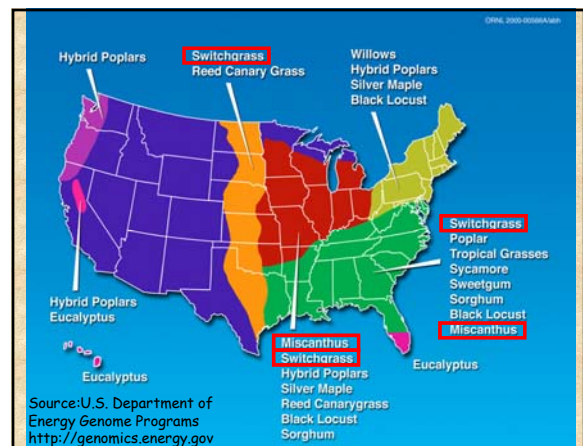 ORNL 2000-00566A/abh
Hybrid Poplars
Switchgrass
Reed Canary Grass
Willows
Hybrid Poplars
Silver Maple
Black Locust
Switchgrass
Poplar
Tropical Grasses
Sycamore
Sweetgum
Sorghum
Black Locust
Miscanthus
Hybrid Poplars
Eucalyptus
Miscanthus
Switchgrass
Hybrid Poplars
Silver Maple
Reed Canarygrass
Black Locust
Sorghum
Eucalyptus
Eucalyptus
Source:U.S. Department of
Energy Genome Programs
http://genomics.energy.gov